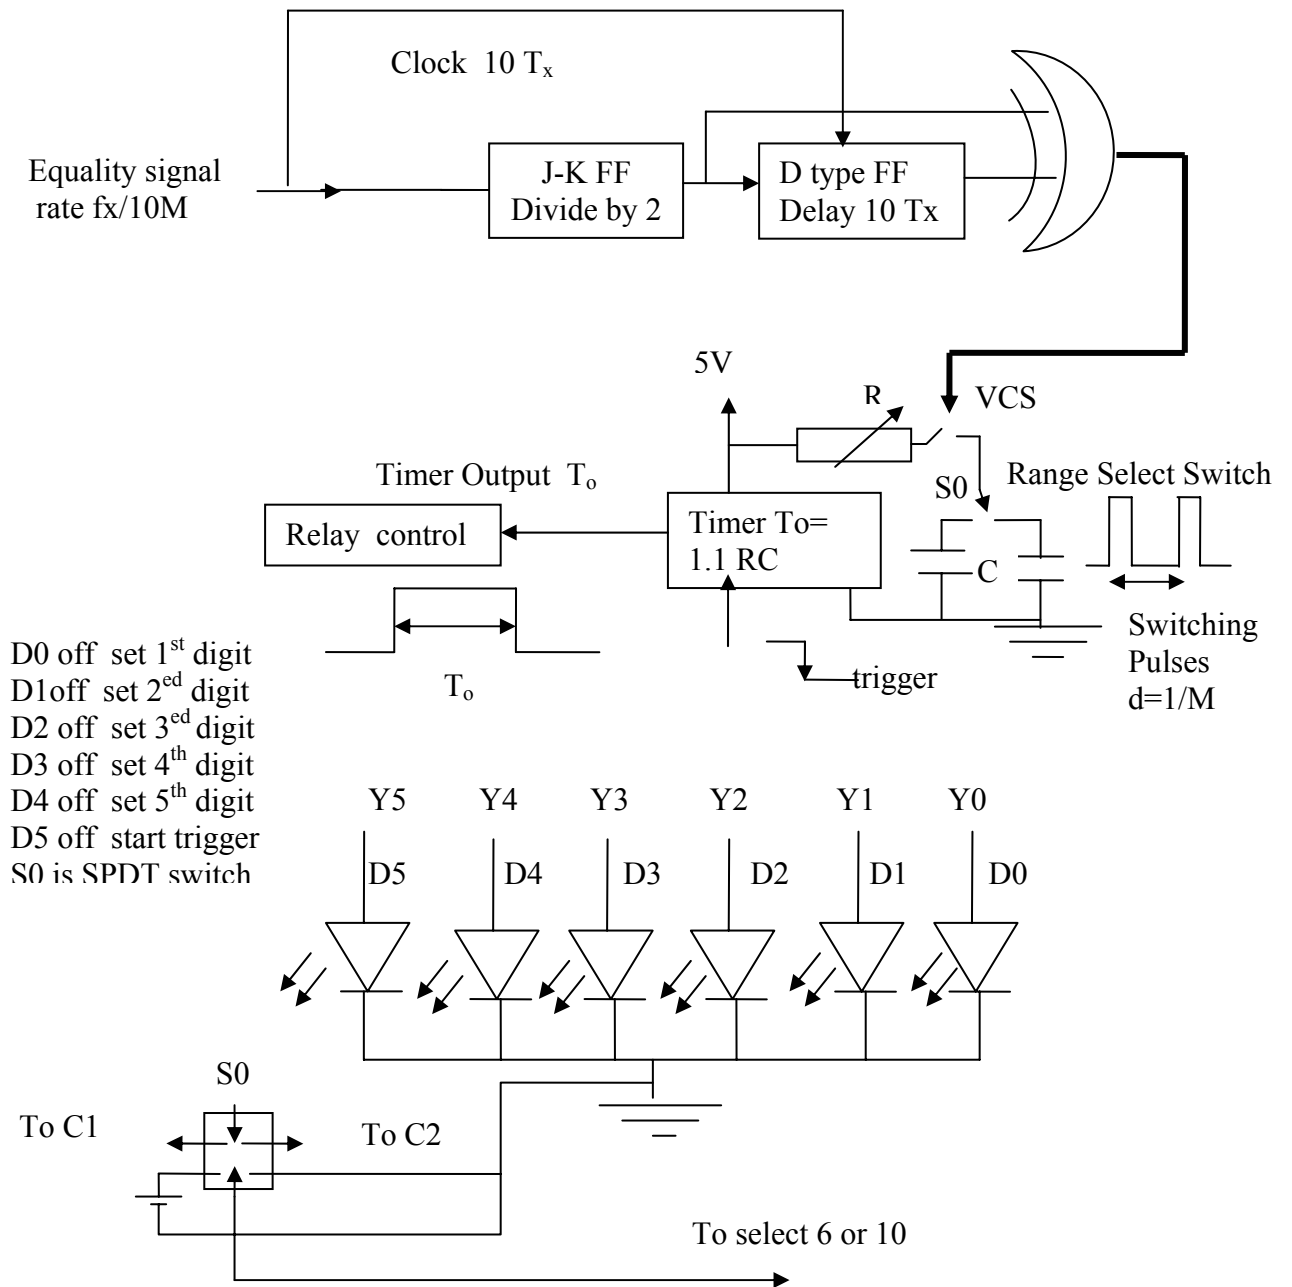 Clock 10 Tx
Equality signal
rate fx/10M
J-K FF
Divide by 2
D type FF
Delay 10 Tx
5V
R
VCS
Timer Output To
S0
Range Select Switch
Relay control
Timer To=
1.1 RC
C
Switching
Pulses
d=1/M
To
trigger
D0 off set 1st digit
D1off set 2ed digit
D2 off set 3ed digit
D3 off set 4th digit
D4 off set 5th digit
D5 off start trigger
S0 is SPDT switch
Y5 Y4 Y3 Y2 Y1 Y0
D5 D4 D3 D2 D1 D0
S0
To C1
To C2
To select 6 or 10